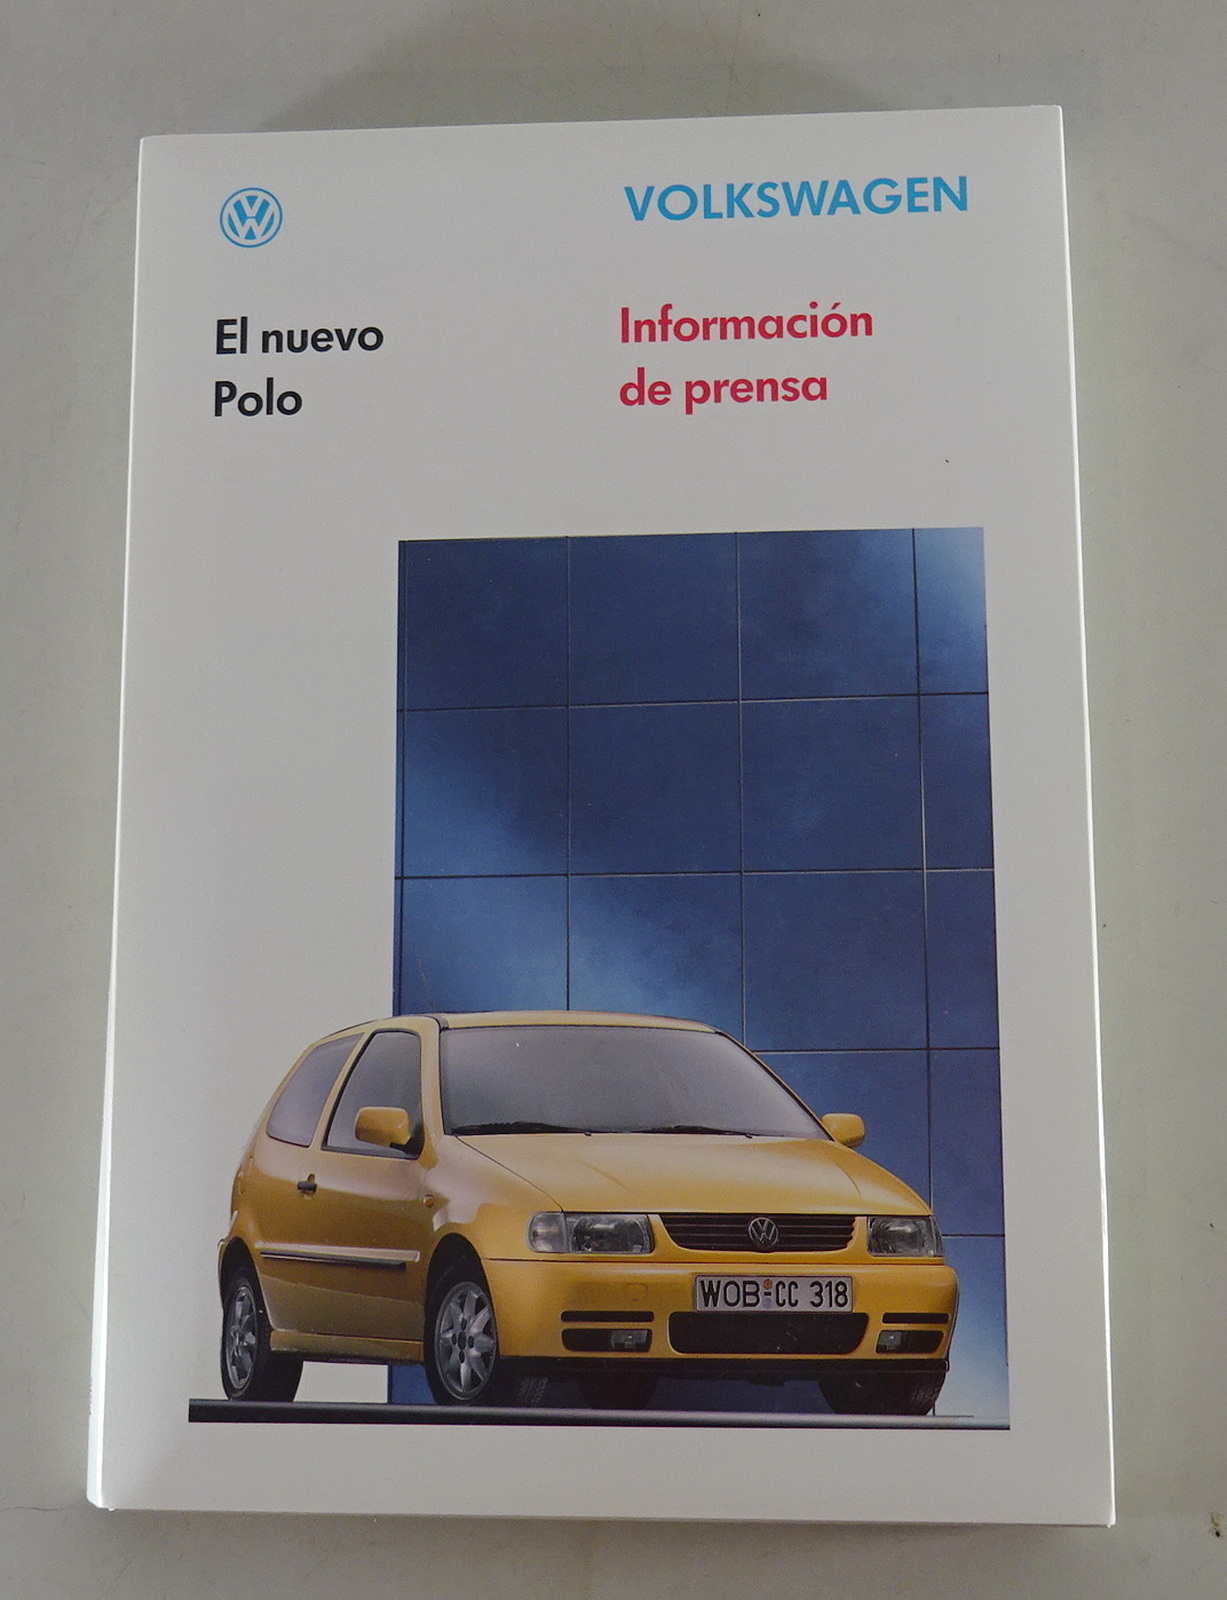 VOLKSWAGEN
El nuevo
Polo
Información
de prensa
WOB-CC 318